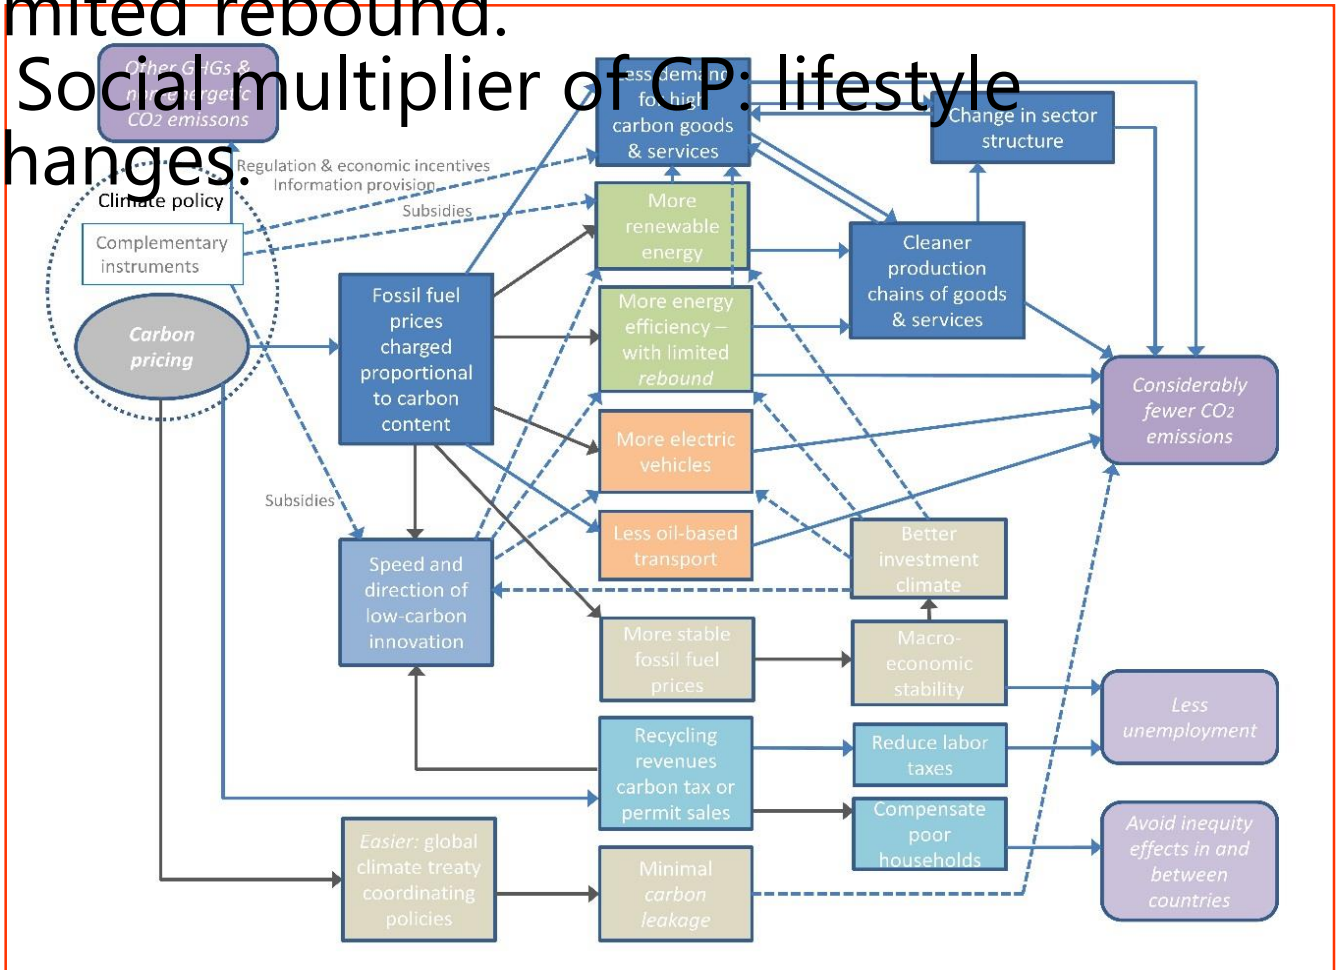 mited rebound.
Social multiplier of CP: lifestyle
hanges.
Other GHGs &
non-energetic
CO2 emissons
Regulation & economic incentives
Information provision
Subsidies
Climate policy
Complementary
instruments
Carbon
pricing
Subsidies
Fossil fuel
prices
charged
proportional
to carbon
content
Speed and
direction of
low-carbon
innovation
Easier: global
climate treaty
coordinating
policies
Less demand
for high
carbon goods
& services
More
renewable
energy
More energy
efficiency –
with limited
rebound
More electric
vehicles
Less oil-based
transport
More stable
fossil fuel
prices
Recycling
revenues
carbon tax or
permit sales
Minimal
carbon
leakage
Change in sector
structure
Cleaner
production
chains of goods
& services
Better
investment
climate
Macro-
economic
stability
Reduce labor
taxes
Compensate
poor
households
Considerably
fewer CO2
emissions
Less
unemployment
Avoid inequity
effects in and
between
countries